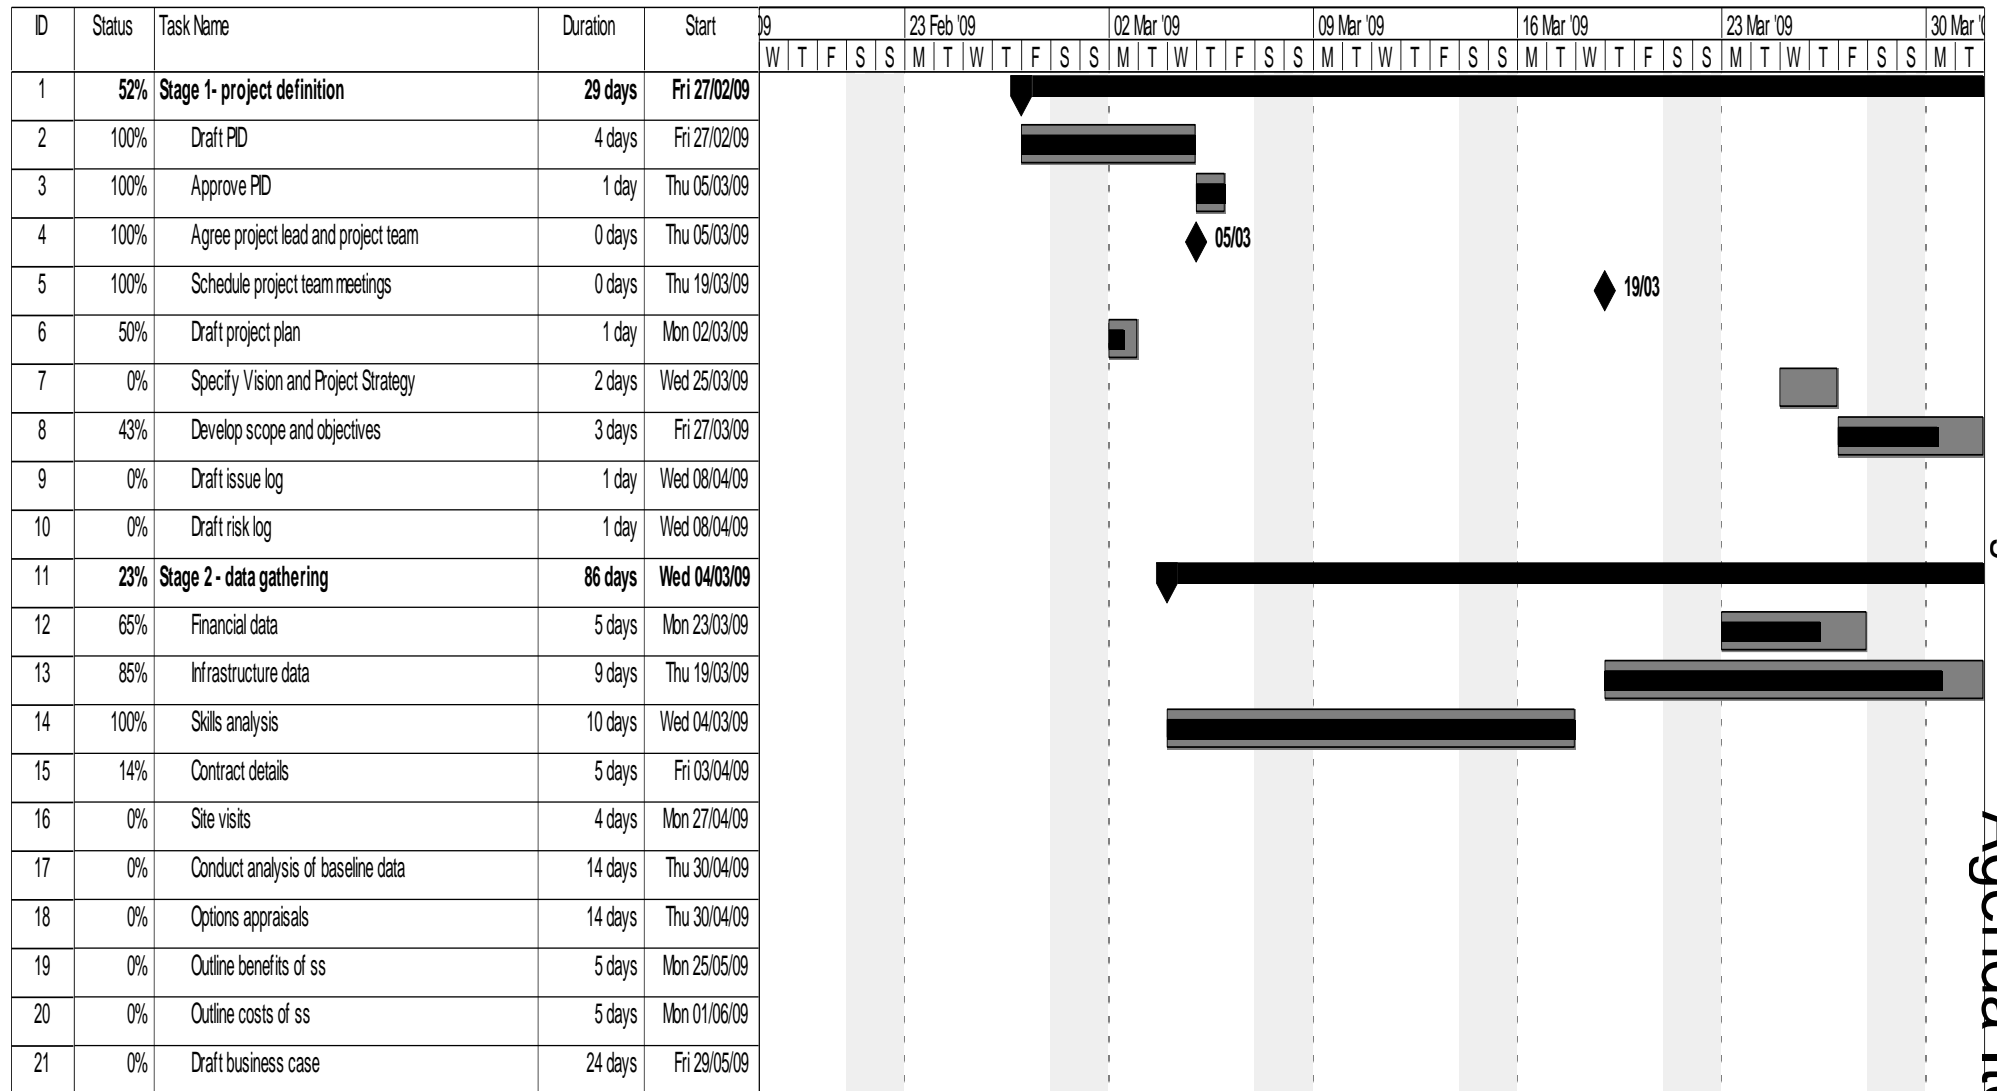 ID Status Task Name Duration Start 09 23 Feb '09 02 Mar '09 09 Mar '09 16 Mar '09 23 Mar '09 30 Mar '0
W T F S S M T W T F S S M T W T F S S M T W T F S S M T W T F S S M T W T F S S M T
1 52% Stage 1- project definition 29 days Fri 27/02/09
2 100% Draft PID 4 days Fri 27/02/09
3 100% Approve PID 1 day Thu 05/03/09
4 100% Agree project lead and project team 0 days Thu 05/03/09 05/03
5 100% Schedule project team meetings 0 days Thu 19/03/09 19/03
6 50% Draft project plan 1 day Mon 02/03/09
7 0% Specify Vision and Project Strategy 2 days Wed 25/03/09
8 43% Develop scope and objectives 3 days Fri 27/03/09
9 0% Draft issue log 1 day Wed 08/04/09
10 0% Draft risk log 1 day Wed 08/04/09
11 23% Stage 2 - data gathering 86 days Wed 04/03/09
12 65% Financial data 5 days Mon 23/03/09
13 85% Infrastructure data 9 days Thu 19/03/09
14 100% Skills analysis 10 days Wed 04/03/09
15 14% Contract details 5 days Fri 03/04/09
16 0% Site visits 4 days Mon 27/04/09
17 0% Conduct analysis of baseline data 14 days Thu 30/04/09
18 0% Options appraisals 14 days Thu 30/04/09
19 0% Outline benefits of ss 5 days Mon 25/05/09
20 0% Outline costs of ss 5 days Mon 01/06/09
21 0% Draft business case 24 days Fri 29/05/09
Agenda